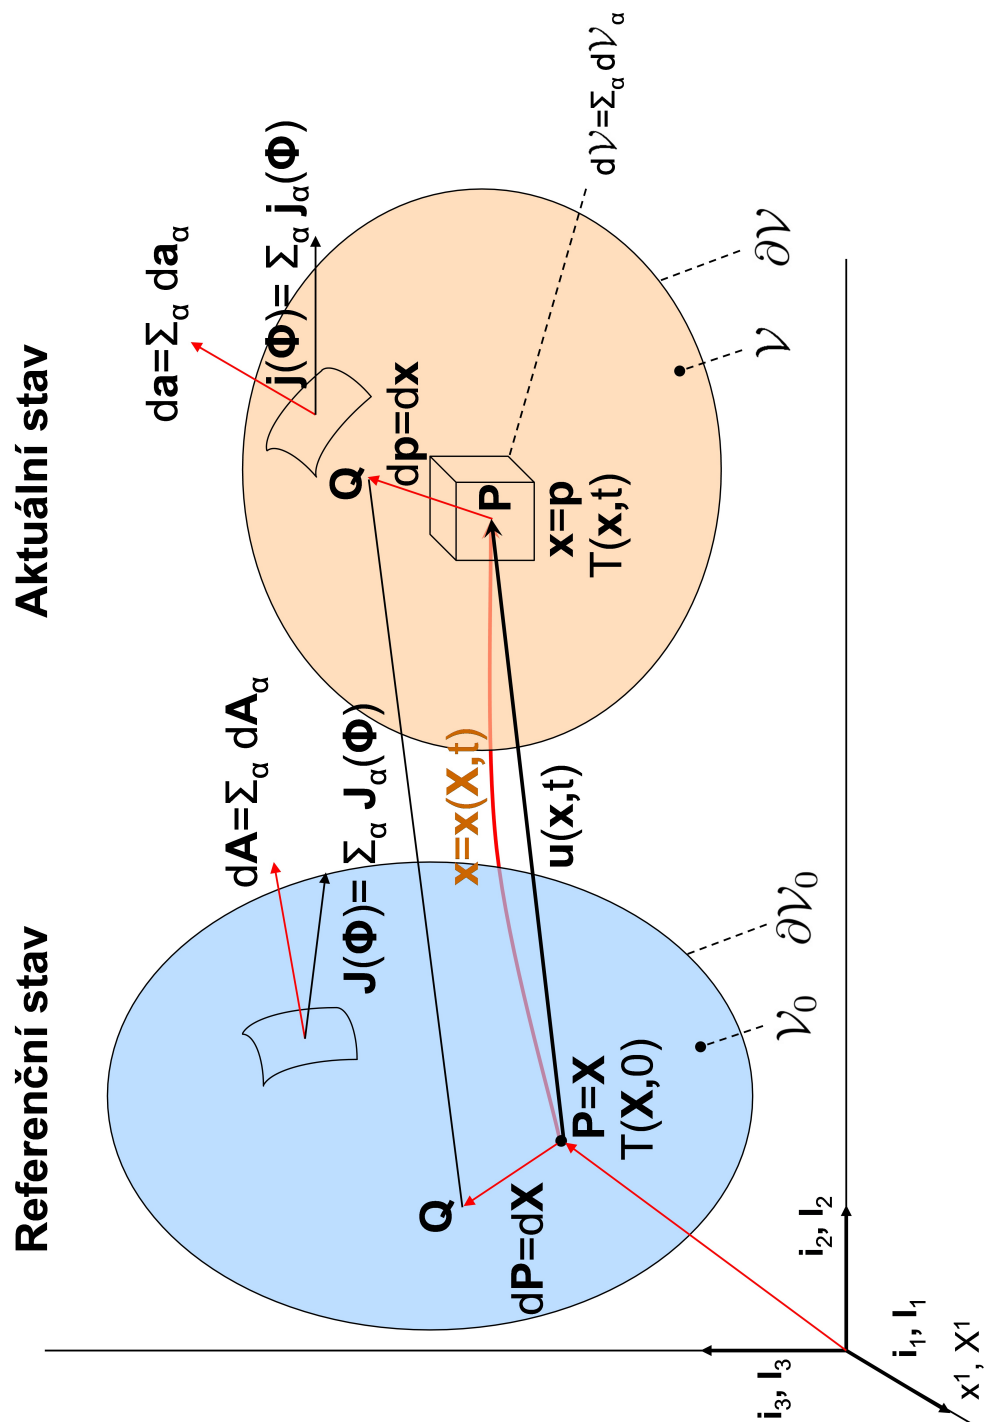 Referenční stav
Aktuální stav
d𝐀=Σα d𝐀α
𝐉(𝚽)= Σα 𝐉α(𝚽)
d𝐚=Σα d𝐚α
𝐣(𝚽)= Σα 𝐣α(𝚽)
Q
Q
d𝐏=d𝐗
d𝐩=d𝐱
P
𝐱=𝐱(𝐗,t)
𝐮(𝐱,t)
𝐏=𝐗
T(𝐗,0)
𝐱=𝐩
T(𝐱,t)
d𝒱=Σα d𝒱α
𝒱₀
∂𝒱₀
𝒱
∂𝒱
i₃, I₃
i₂, I₂
i₁, I₁
x¹, X¹